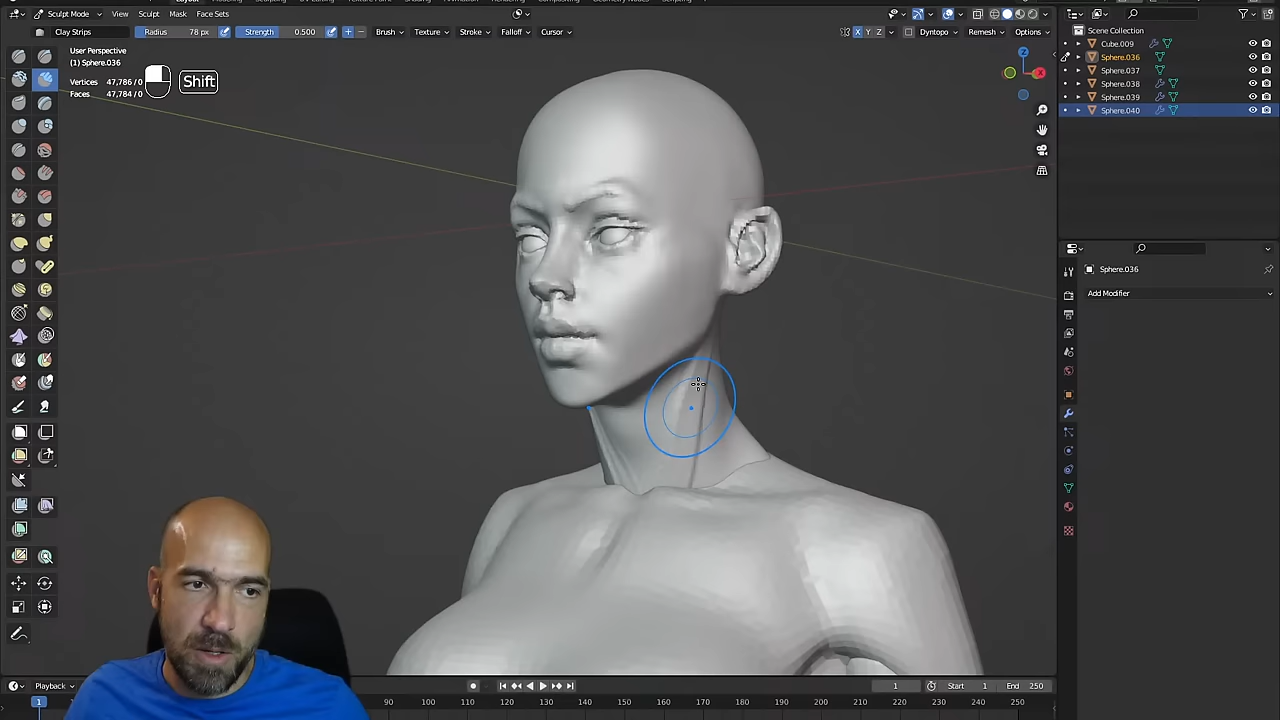 Sculpt Mode View Sculpt Mask Face Sets
Clay Strips Radius 78 px Strength 0.500 Brush Texture Stroke Falloff Cursor X Y Z Dyntopo Remesh Options
User Perspective
(1) Sphere.036
Vertices 47,786/0
Faces 47,784/0
Shift
Z
X
Scene Collection
Cube.009
Sphere.036
Sphere.037
Sphere.038
Sphere.039
Sphere.040
Sphere.036
Add Modifier
Playback 1 Start 1 End 250
1 90 100 110 120 130 140 150 160 170 180 190 200 210 220 230 240 250